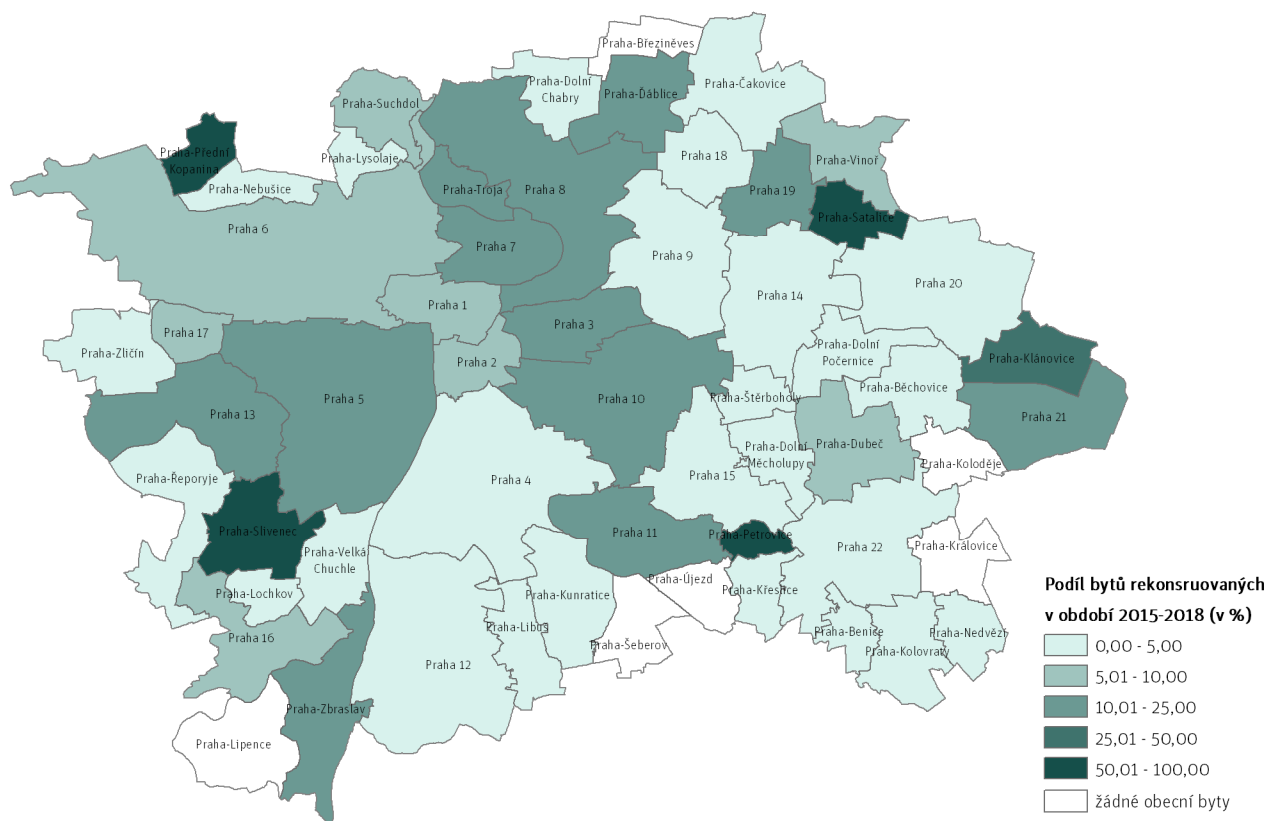 Praha-Březiněves
Praha-Dolní
Chabry
Praha-Čakovice
Praha-Ďáblice
Praha-Suchdol
Praha-Přední
Kopanina
Praha-Lysolaje
Praha 18
Praha-Vinoř
Praha-Nebušice
Praha-Troja
Praha 8
Praha 19
Praha-Satalice
Praha 6
Praha 7
Praha 9
Praha 20
Praha 14
Praha 1
Praha 3
Praha 17
Praha-Zličín
Praha 2
Praha-Dolní
Počernice
Praha-Klánovice
Praha-Běchovice
Praha 5
Praha 10
Praha-Štěrboholy
Praha 13
Praha 21
Praha-Dubeč
Praha-Dolní
Měcholupy
Praha-Koloděje
Praha-Řeporyje
Praha 4
Praha 15
Praha-Slivenec
Praha 11
Praha-Petrovice
Praha 22
Praha-Královice
Praha-Velká
Chuchle
Praha-Újezd
Praha-Křeslice
Praha-Lochkov
Praha-Kunratice
Praha-Libuš
Praha 16
Praha-Šeberov
Praha-Benice
Praha-Nedvězí
Praha-Kolovraty
Praha 12
Praha-Zbraslav
Praha-Lipence
Podíl bytů rekonsruovaných
v období 2015-2018 (v %)
0,00 - 5,00
5,01 - 10,00
10,01 - 25,00
25,01 - 50,00
50,01 - 100,00
žádné obecní byty